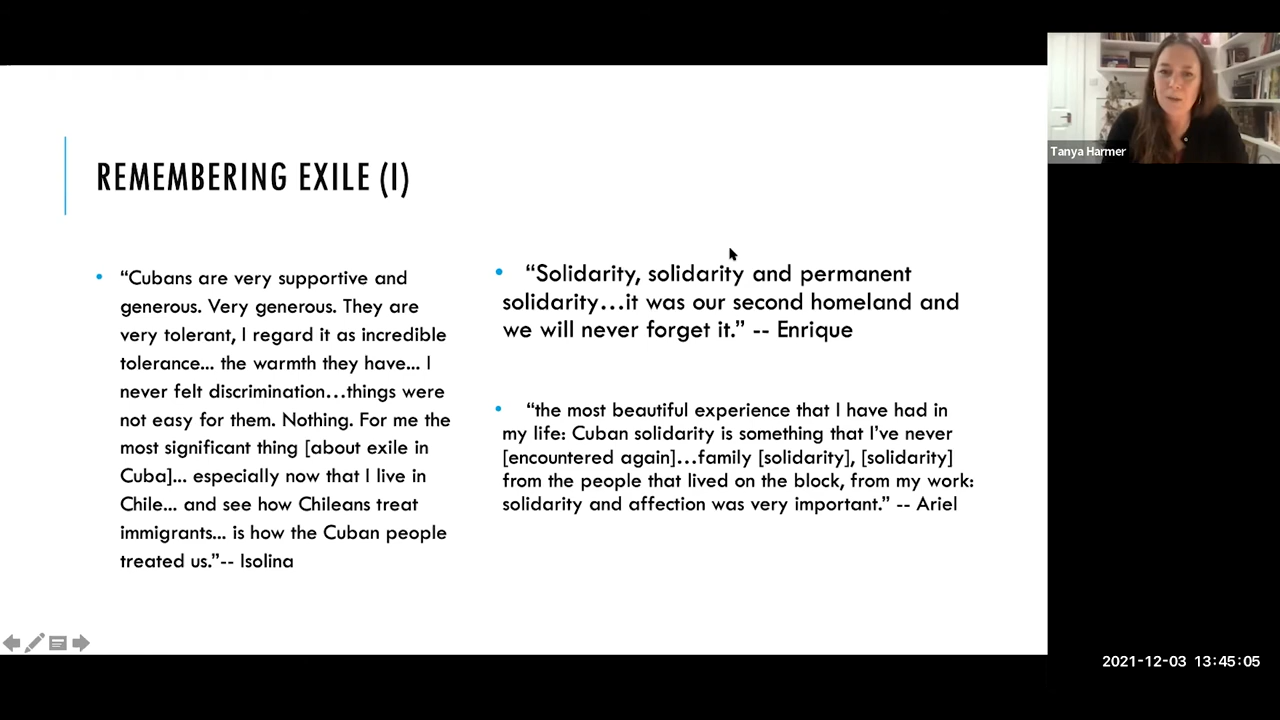 REMEMBERING EXILE (I)
• “Cubans are very supportive and
generous. Very generous. They are
very tolerant, I regard it as incredible
tolerance... the warmth they have... I
never felt discrimination...things were
not easy for them. Nothing. For me the
most significant thing [about exile in
Cuba]... especially now that I live in
Chile... and see how Chileans treat
immigrants... is how the Cuban people
treated us.”-- Isolina
• “Solidarity, solidarity and permanent
solidarity...it was our second homeland and
we will never forget it.” -- Enrique
• “the most beautiful experience that I have had in
my life: Cuban solidarity is something that I’ve never
[encountered again]...family [solidarity], [solidarity]
from the people that lived on the block, from my work:
solidarity and affection was very important.” -- Ariel
Tanya Harmer
2021-12-03 13:45:05